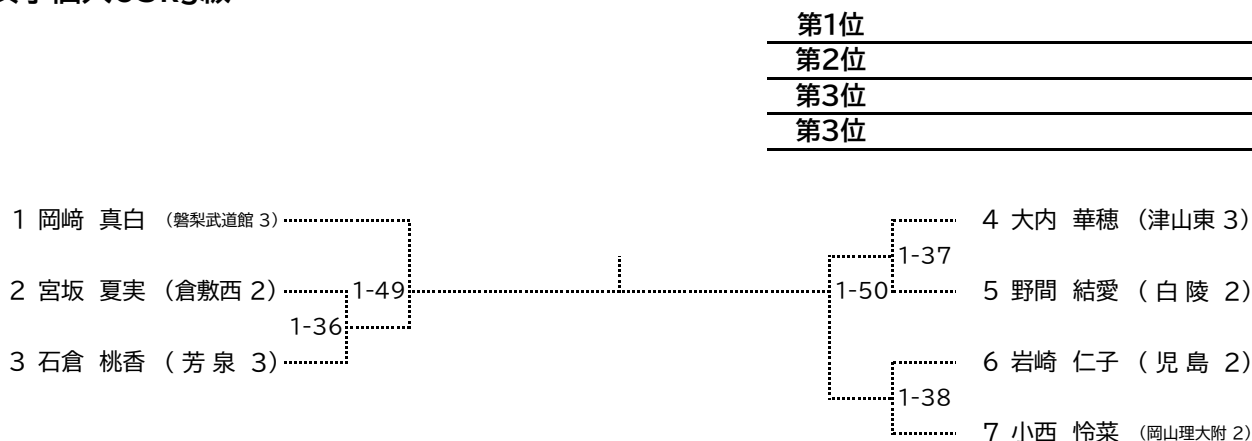 第1位
第2位
第3位
第3位
1 岡﨑 真白 （磐梨武道館 3）
4 大内 華穂 （津山東 3）
1-37
2 宮坂 夏実 （倉敷西 2）
1-49
1-50
5 野間 結愛 （ 白 陵 2）
1-36
3 石倉 桃香 （ 芳 泉 3）
6 岩崎 仁子 （ 児 島 2）
1-38
7 小西 怜菜 （岡山理大附 2）